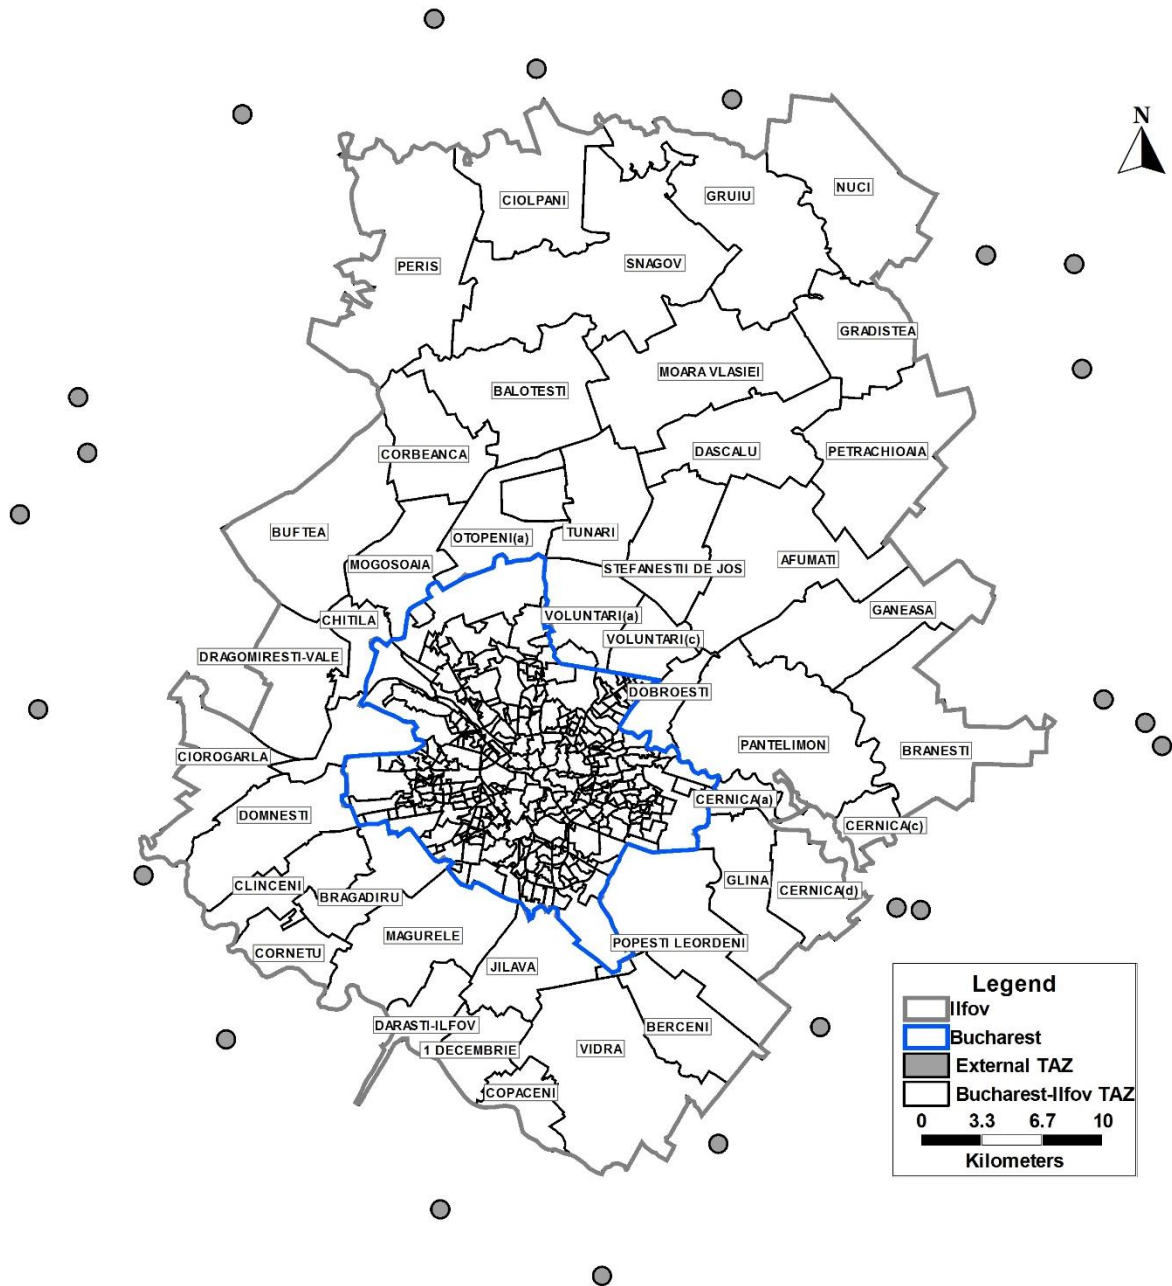 N
NUCI
CIOLPANI
GRUIU
PERIS
SNAGOV
GRADISTEA
MOARA VLASIEI
BALOTESTI
CORBEANCA
DASCALU
PETRACHIOAIA
BUFTEA
OTOPENI(a)
TUNARI
MOGOSOAIA
STEFANESTII DE JOS
AFUMATI
GANEASA
CHITILA
VOLUNTARI(a)
VOLUNTARI(c)
DRAGOMIRESTI-VALE
DOBROESTI
PANTELIMON
BRANESTI
CIOROGARLA
CERNICA(a)
DOMNESTI
CERNICA(c)
CLINCENI
BRAGADIRU
GLINA
CERNICA(d)
MAGURELE
POPESTI LEORDENI
CORNETU
JILAVA
DARASTI-ILFOV
BERCENI
1 DECEMBRIE
VIDRA
COPACENI
Legend
Ilfov
Bucharest
External TAZ
Bucharest-Ilfov TAZ
0 3.3 6.7 10
Kilometers